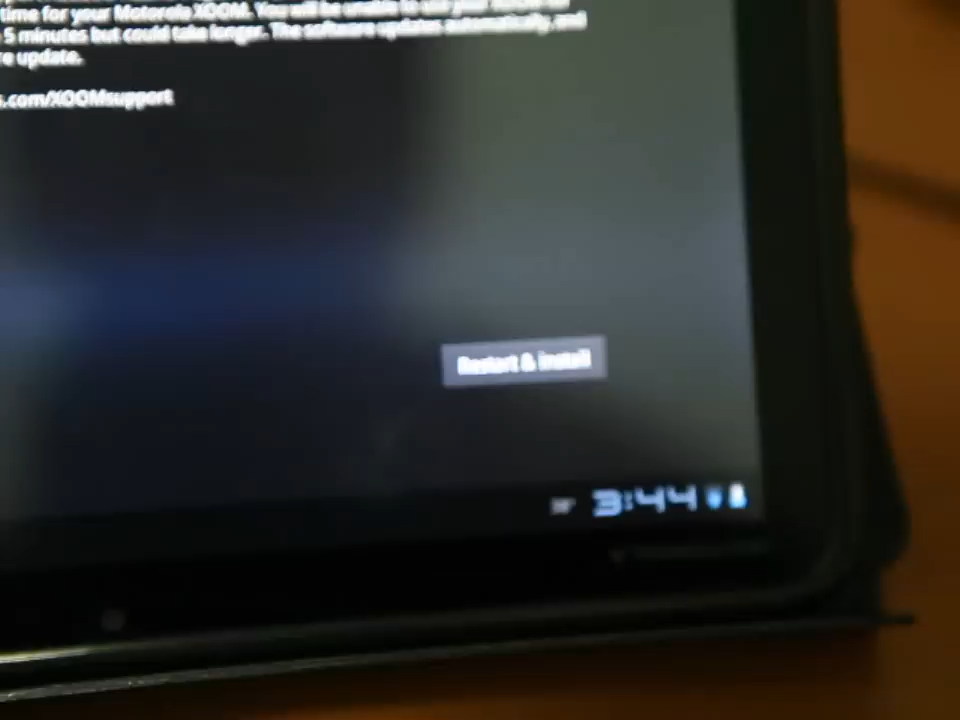 time for your Motorola XOOM. You will be unable to use your
5 minutes but could take longer. The software updates automatically, and
re update.
s.com/XOOMsupport
Restart & install
3:44